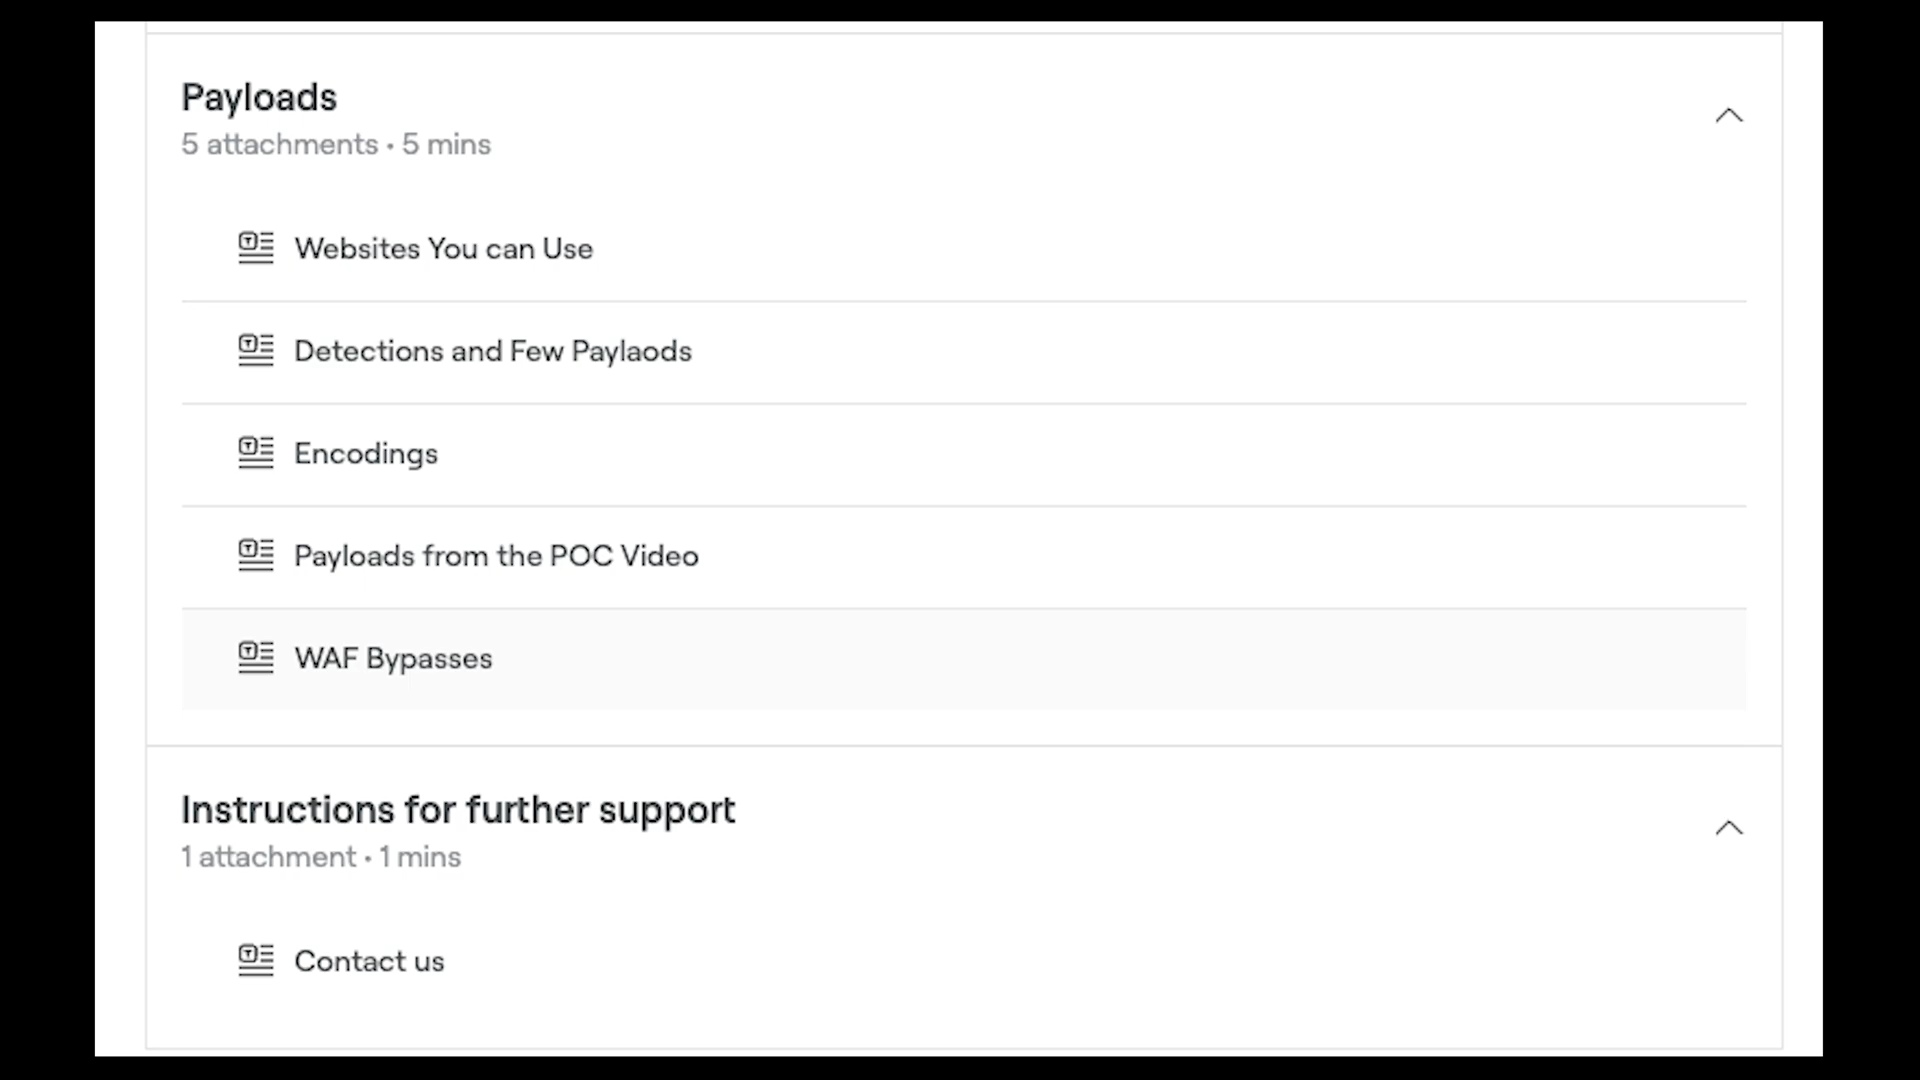 Payloads
5 attachments • 5 mins
Websites You can Use
Detections and Few Paylaods
Encodings
Payloads from the POC Video
WAF Bypasses
Instructions for further support
1 attachment • 1 mins
Contact us